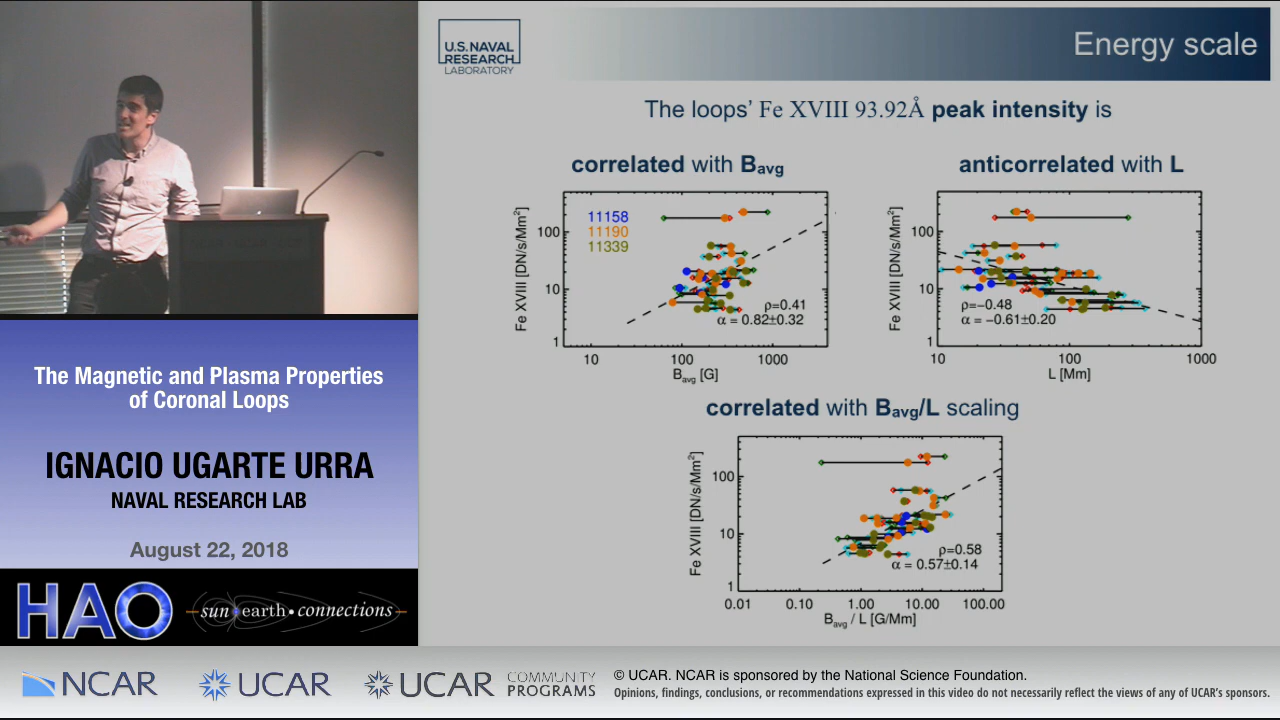 U.S. NAVAL
RESEARCH
LABORATORY
Energy scale
The loops’ Fe XVIII 93.92Å peak intensity is
correlated with Bavg
anticorrelated with L
Fe XVIII [DN/s/Mm²]
100
10
1
11158
11190
11339
ρ=0.41
α = 0.82±0.32
10 100 1000
Bavg [G]
Fe XVIII [DN/s/Mm²]
100
10
1
ρ=−0.48
α = −0.61±0.20
10 100 1000
L [Mm]
correlated with Bavg/L scaling
Fe XVIII [DN/s/Mm²]
100
10
1
ρ=0.58
α = 0.57±0.14
0.01 0.10 1.00 10.00 100.00
Bavg / L [G/Mm]
The Magnetic and Plasma Properties
of Coronal Loops
IGNACIO UGARTE URRA
NAVAL RESEARCH LAB
August 22, 2018
HAO
sun•earth•connections
NCAR
UCAR
UCAR
COMMUNITY
PROGRAMS
© UCAR. NCAR is sponsored by the National Science Foundation.
Opinions, findings, conclusions, or recommendations expressed in this video do not necessarily reflect the views of any of UCAR's sponsors.